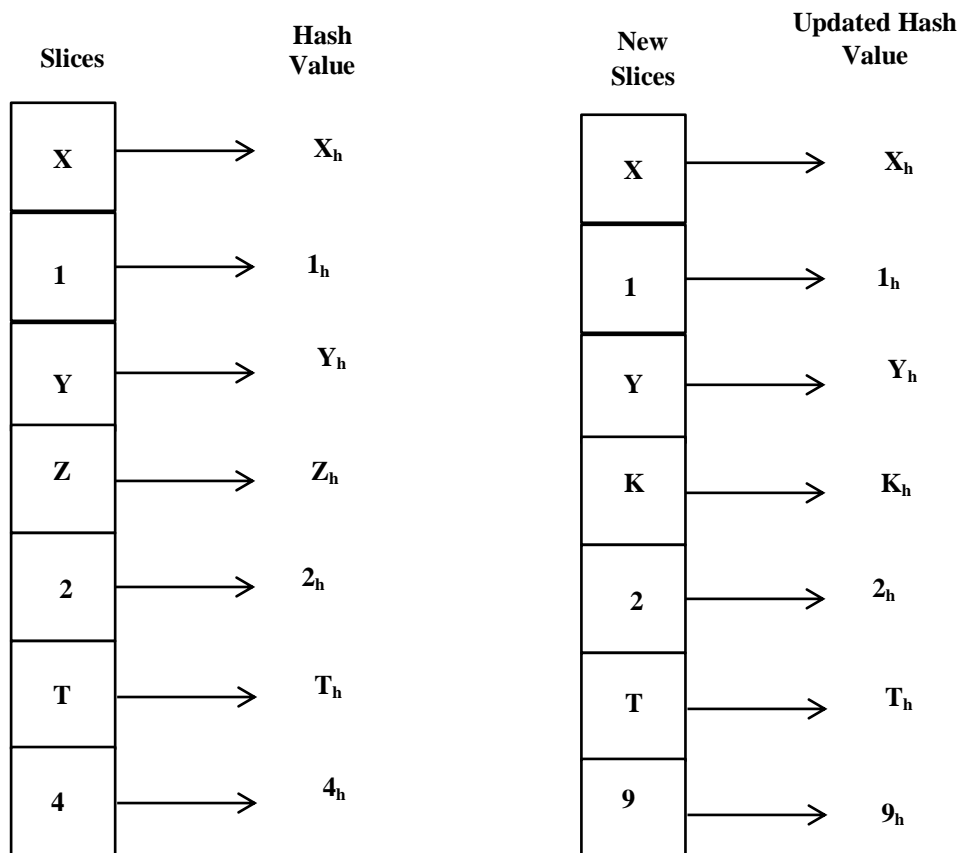 Slices
Hash
Value
X
Xₕ
1
1ₕ
Y
Yₕ
Z
Zₕ
2
2ₕ
T
Tₕ
4
4ₕ
New
Slices
Updated Hash
Value
X
Xₕ
1
1ₕ
Y
Yₕ
K
Kₕ
2
2ₕ
T
Tₕ
9
9ₕ